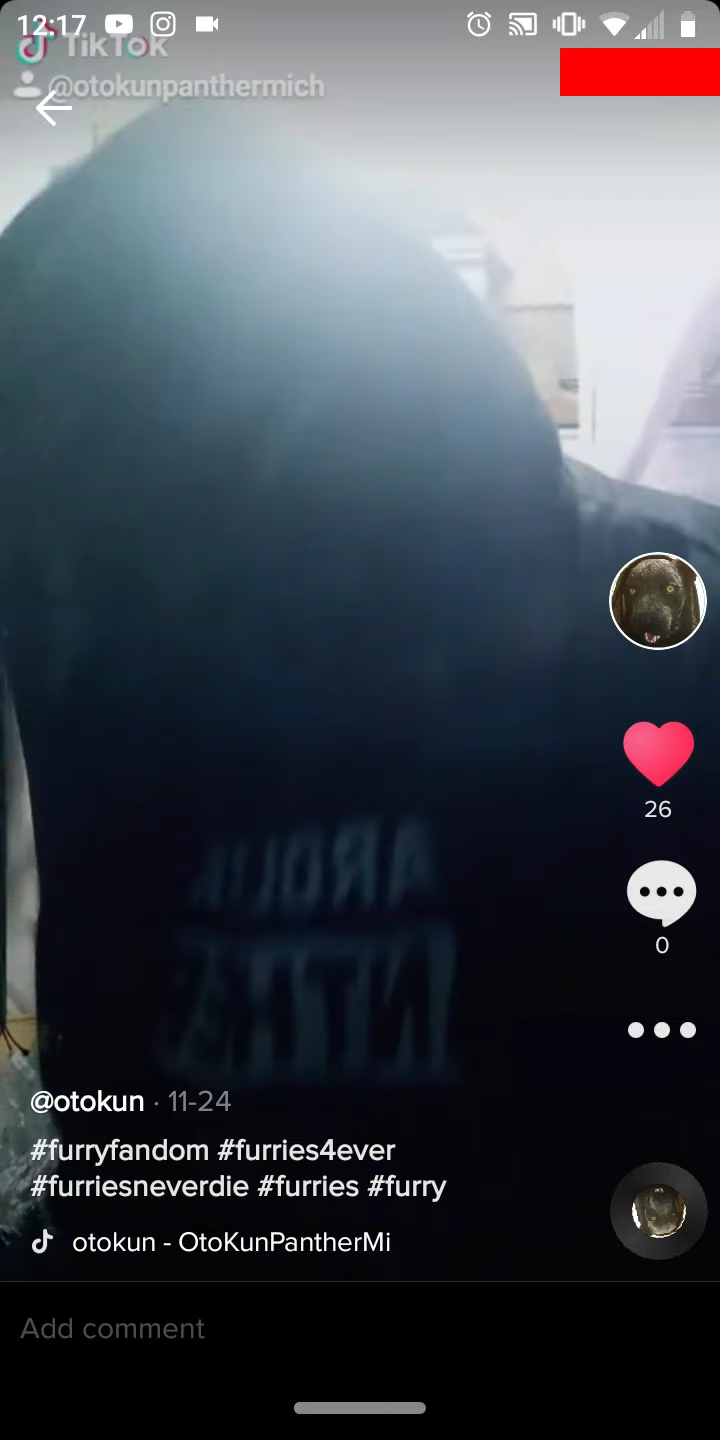 12:17
TikTok
@otokunpanthermich
26
0
@otokun · 11-24
#furryfandom #furries4ever
#furriesneverdie #furries #furry
otokun - OtoKunPantherMi
Add comment